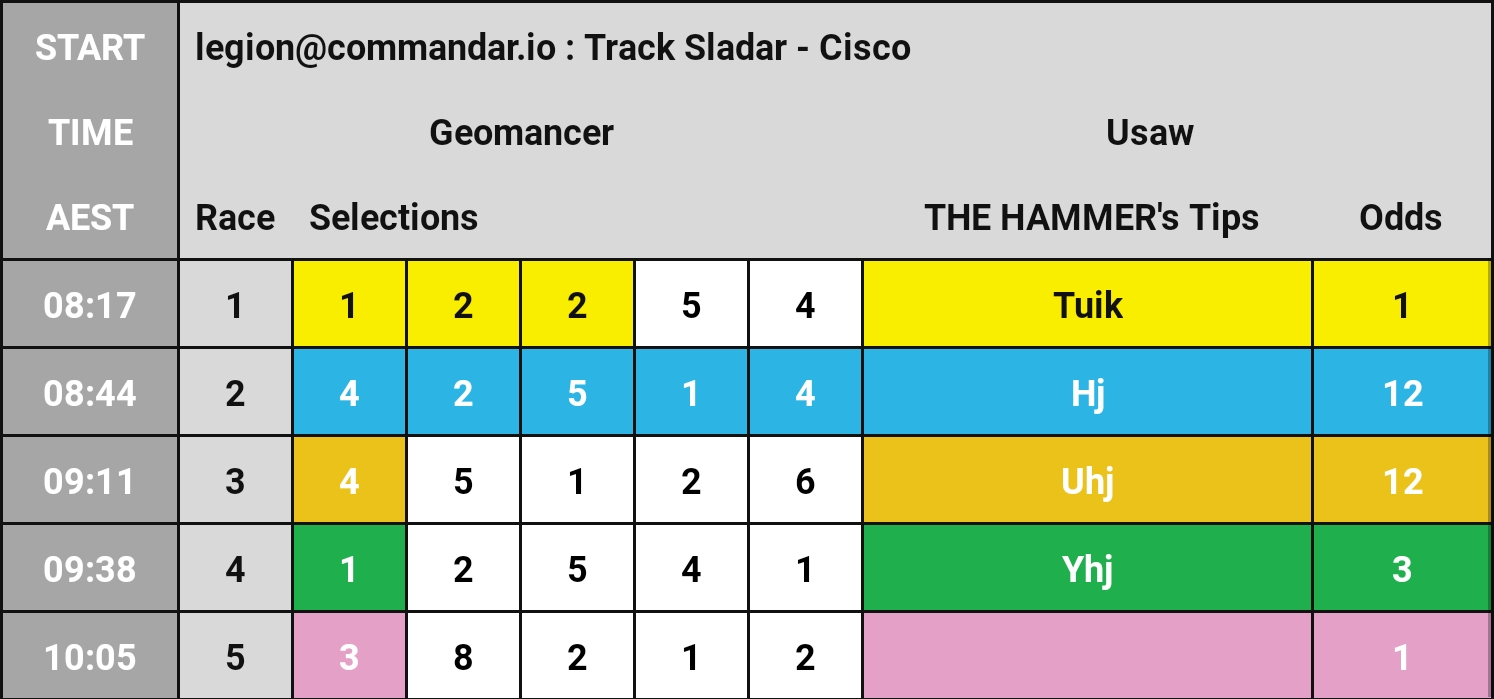 START legion@commandar.io : Track Sladar - Cisco
TIME Geomancer Usaw
AEST Race Selections THE HAMMER's Tips Odds
08:17 1 1 2 2 5 4 Tuik 1
08:44 2 4 2 5 1 4 Hj 12
09:11 3 4 5 1 2 6 Uhj 12
09:38 4 1 2 5 4 1 Yhj 3
10:05 5 3 8 2 1 2 1